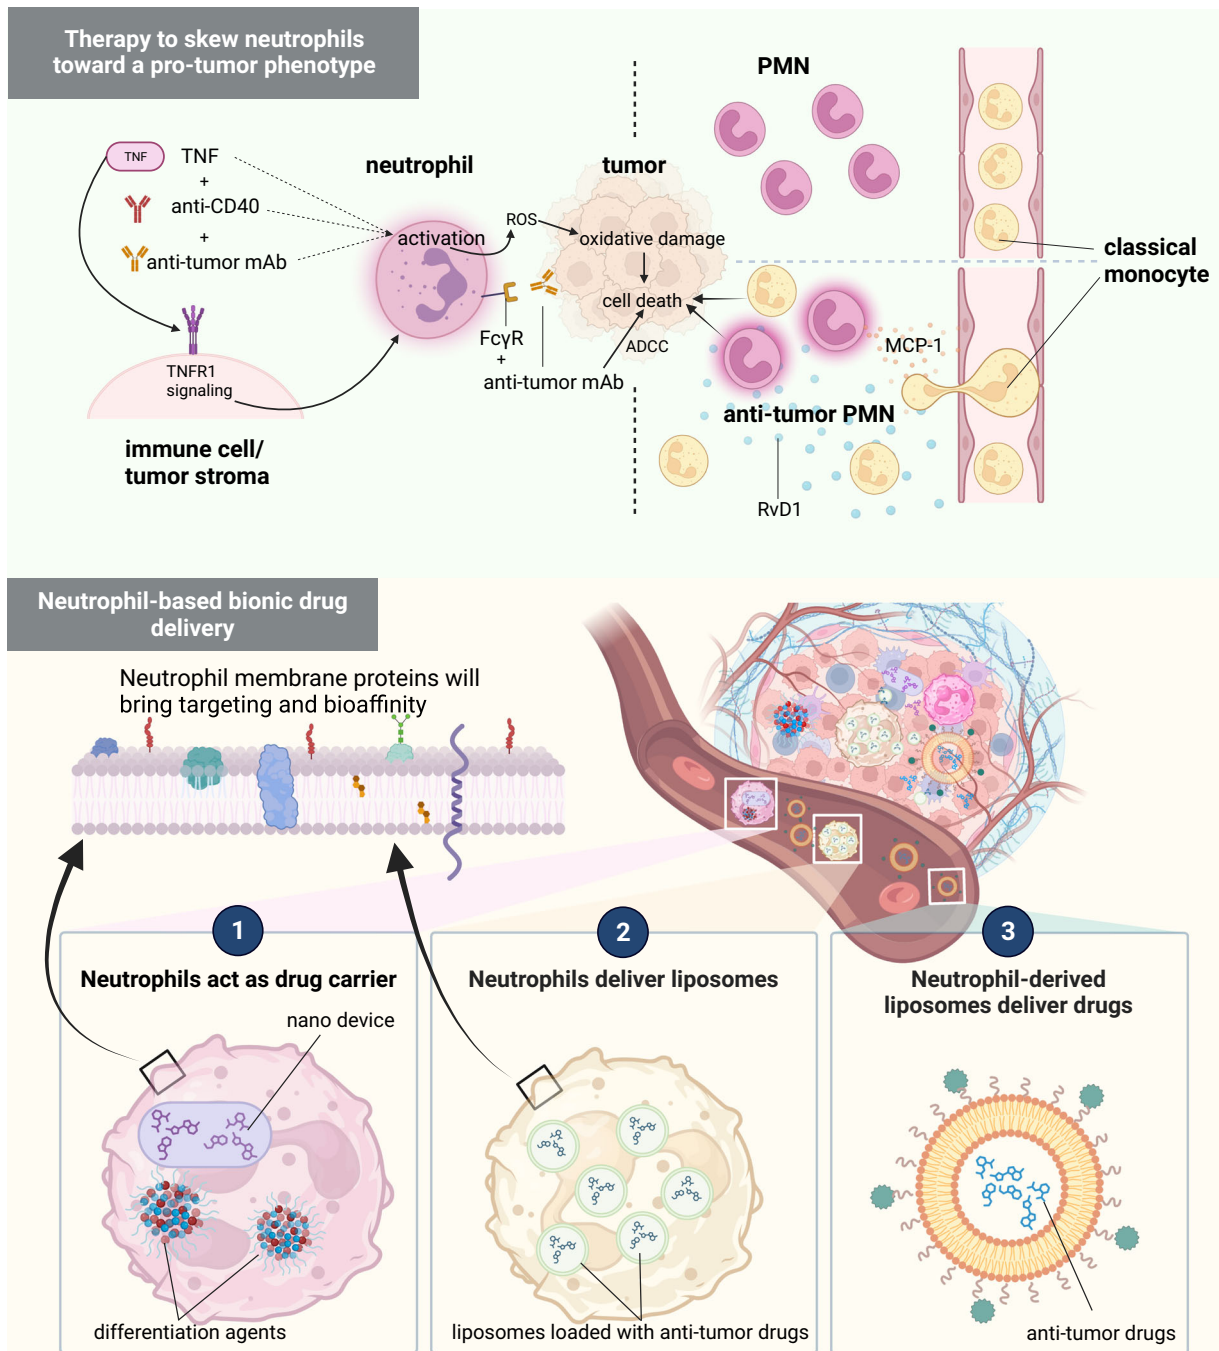 Therapy to skew neutrophils
toward a pro-tumor phenotype
PMN
TNF
TNF
+
anti-CD40
+
anti-tumor mAb
neutrophil
tumor
activation
ROS
oxidative damage
cell death
FcγR
+
anti-tumor mAb
ADCC
TNFR1
signaling
immune cell/
tumor stroma
MCP-1
anti-tumor PMN
RvD1
classical
monocyte
Neutrophil-based bionic drug
delivery
Neutrophil membrane proteins will
bring targeting and bioaffinity
1
Neutrophils act as drug carrier
nano device
differentiation agents
2
Neutrophils deliver liposomes
liposomes loaded with anti-tumor drugs
3
Neutrophil-derived
liposomes deliver drugs
anti-tumor drugs